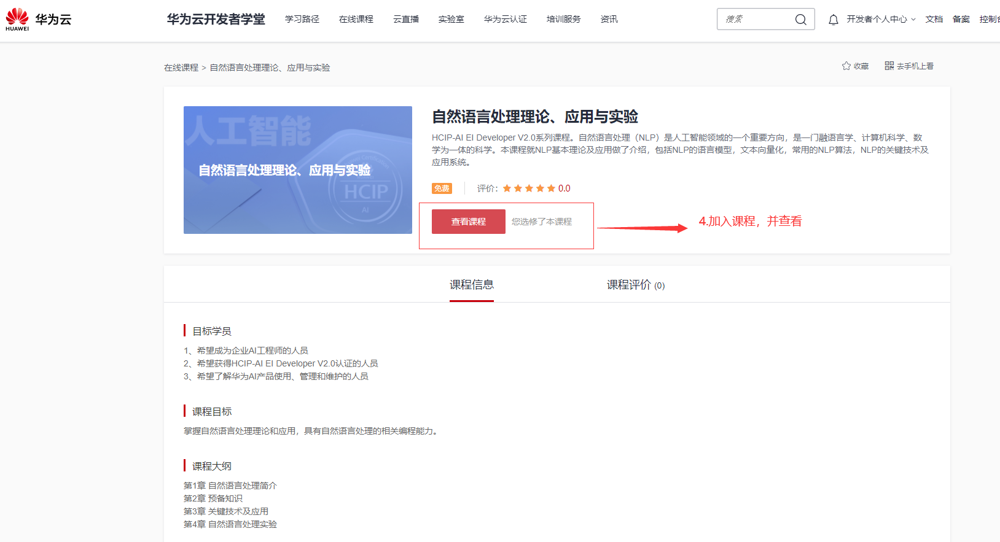 HUAWEI
华为云
华为云开发者学堂
学习路径
在线课程
云直播
实验室
华为云认证
培训服务
资讯
搜索
开发者个人中心
文档
备案
控制台
在线课程 > 自然语言处理理论、应用与实验
收藏
去手机上看
人工智能
自然语言处理理论、应用与实验
HCIP
AI
自然语言处理理论、应用与实验
HCIP-AI EI Developer V2.0系列课程。自然语言处理（NLP）是人工智能领域的一个重要方向，是一门融语言学、计算机科学、数
学为一体的科学。本课程就NLP基本理论及应用做了介绍，包括NLP的语言模型，文本向量化，常用的NLP算法，NLP的关键技术及
应用系统。
免费
评价：
0.0
查看课程
您选修了本课程
4.加入课程，并查看
课程信息
课程评价 (0)
目标学员
1、希望成为企业AI工程师的人员
2、希望获得HCIP-AI EI Developer V2.0认证的人员
3、希望了解华为AI产品使用、管理和维护的人员
课程目标
掌握自然语言处理理论和应用，具有自然语言处理的相关编程能力。
课程大纲
第1章 自然语言处理简介
第2章 预备知识
第3章 关键技术及应用
第4章 自然语言处理实验